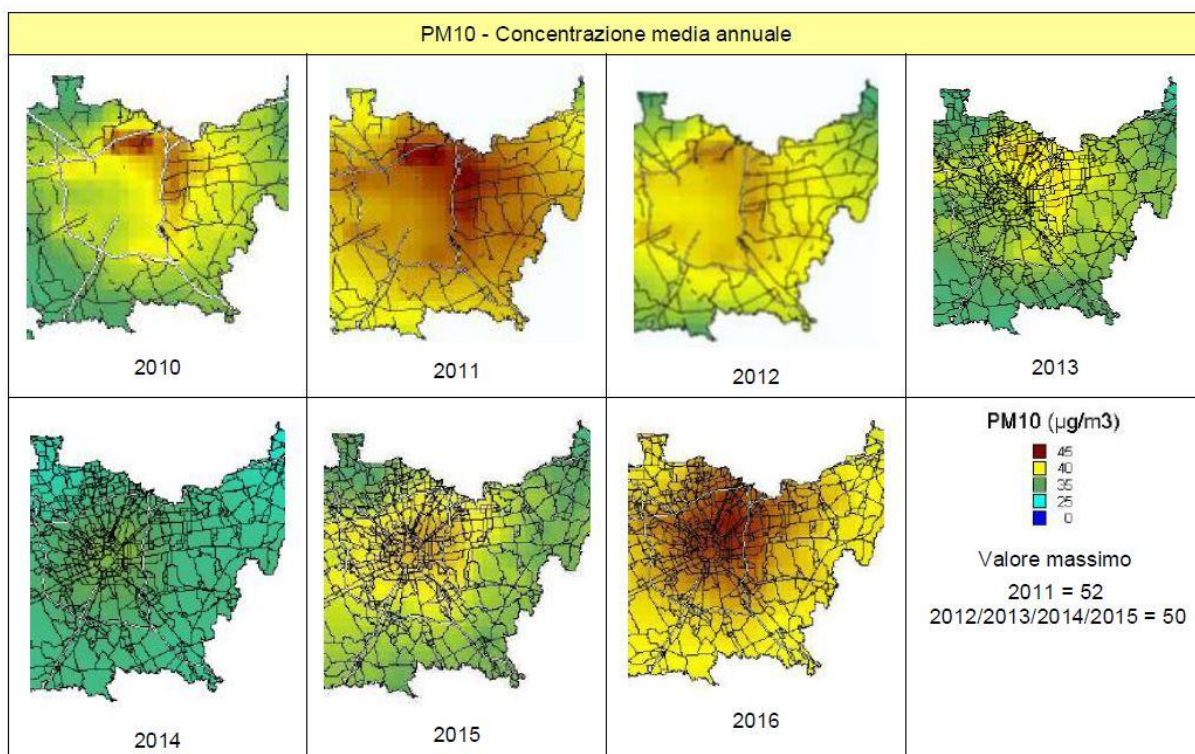 PM10 - Concentrazione media annuale
2010
2011
2012
2013
2014
2015
2016
PM10 (µg/m3)
45
40
35
25
0
Valore massimo
2011 = 52
2012/2013/2014/2015 = 50